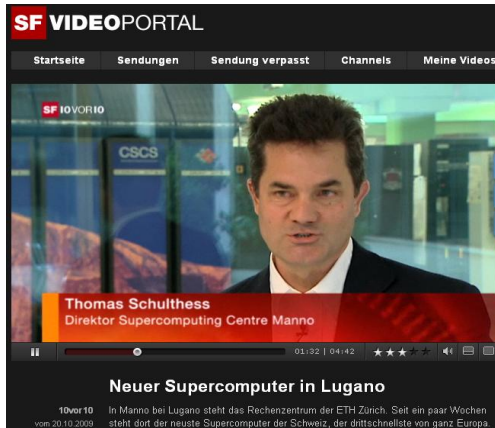 SF VIDEOPORTAL
Startseite Sendungen Sendung verpasst Channels Meine Videos
SF 10VOR10
CSCS
Thomas Schulthess
Direktor Supercomputing Centre Manno
01:32 | 04:42
Neuer Supercomputer in Lugano
10vor10 In Manno bei Lugano steht das Rechenzentrum der ETH Zürich. Seit ein paar Wochen
vom 20.10.2009 steht dort der neuste Supercomputer der Schweiz, der drittschnellste von ganz Europa.